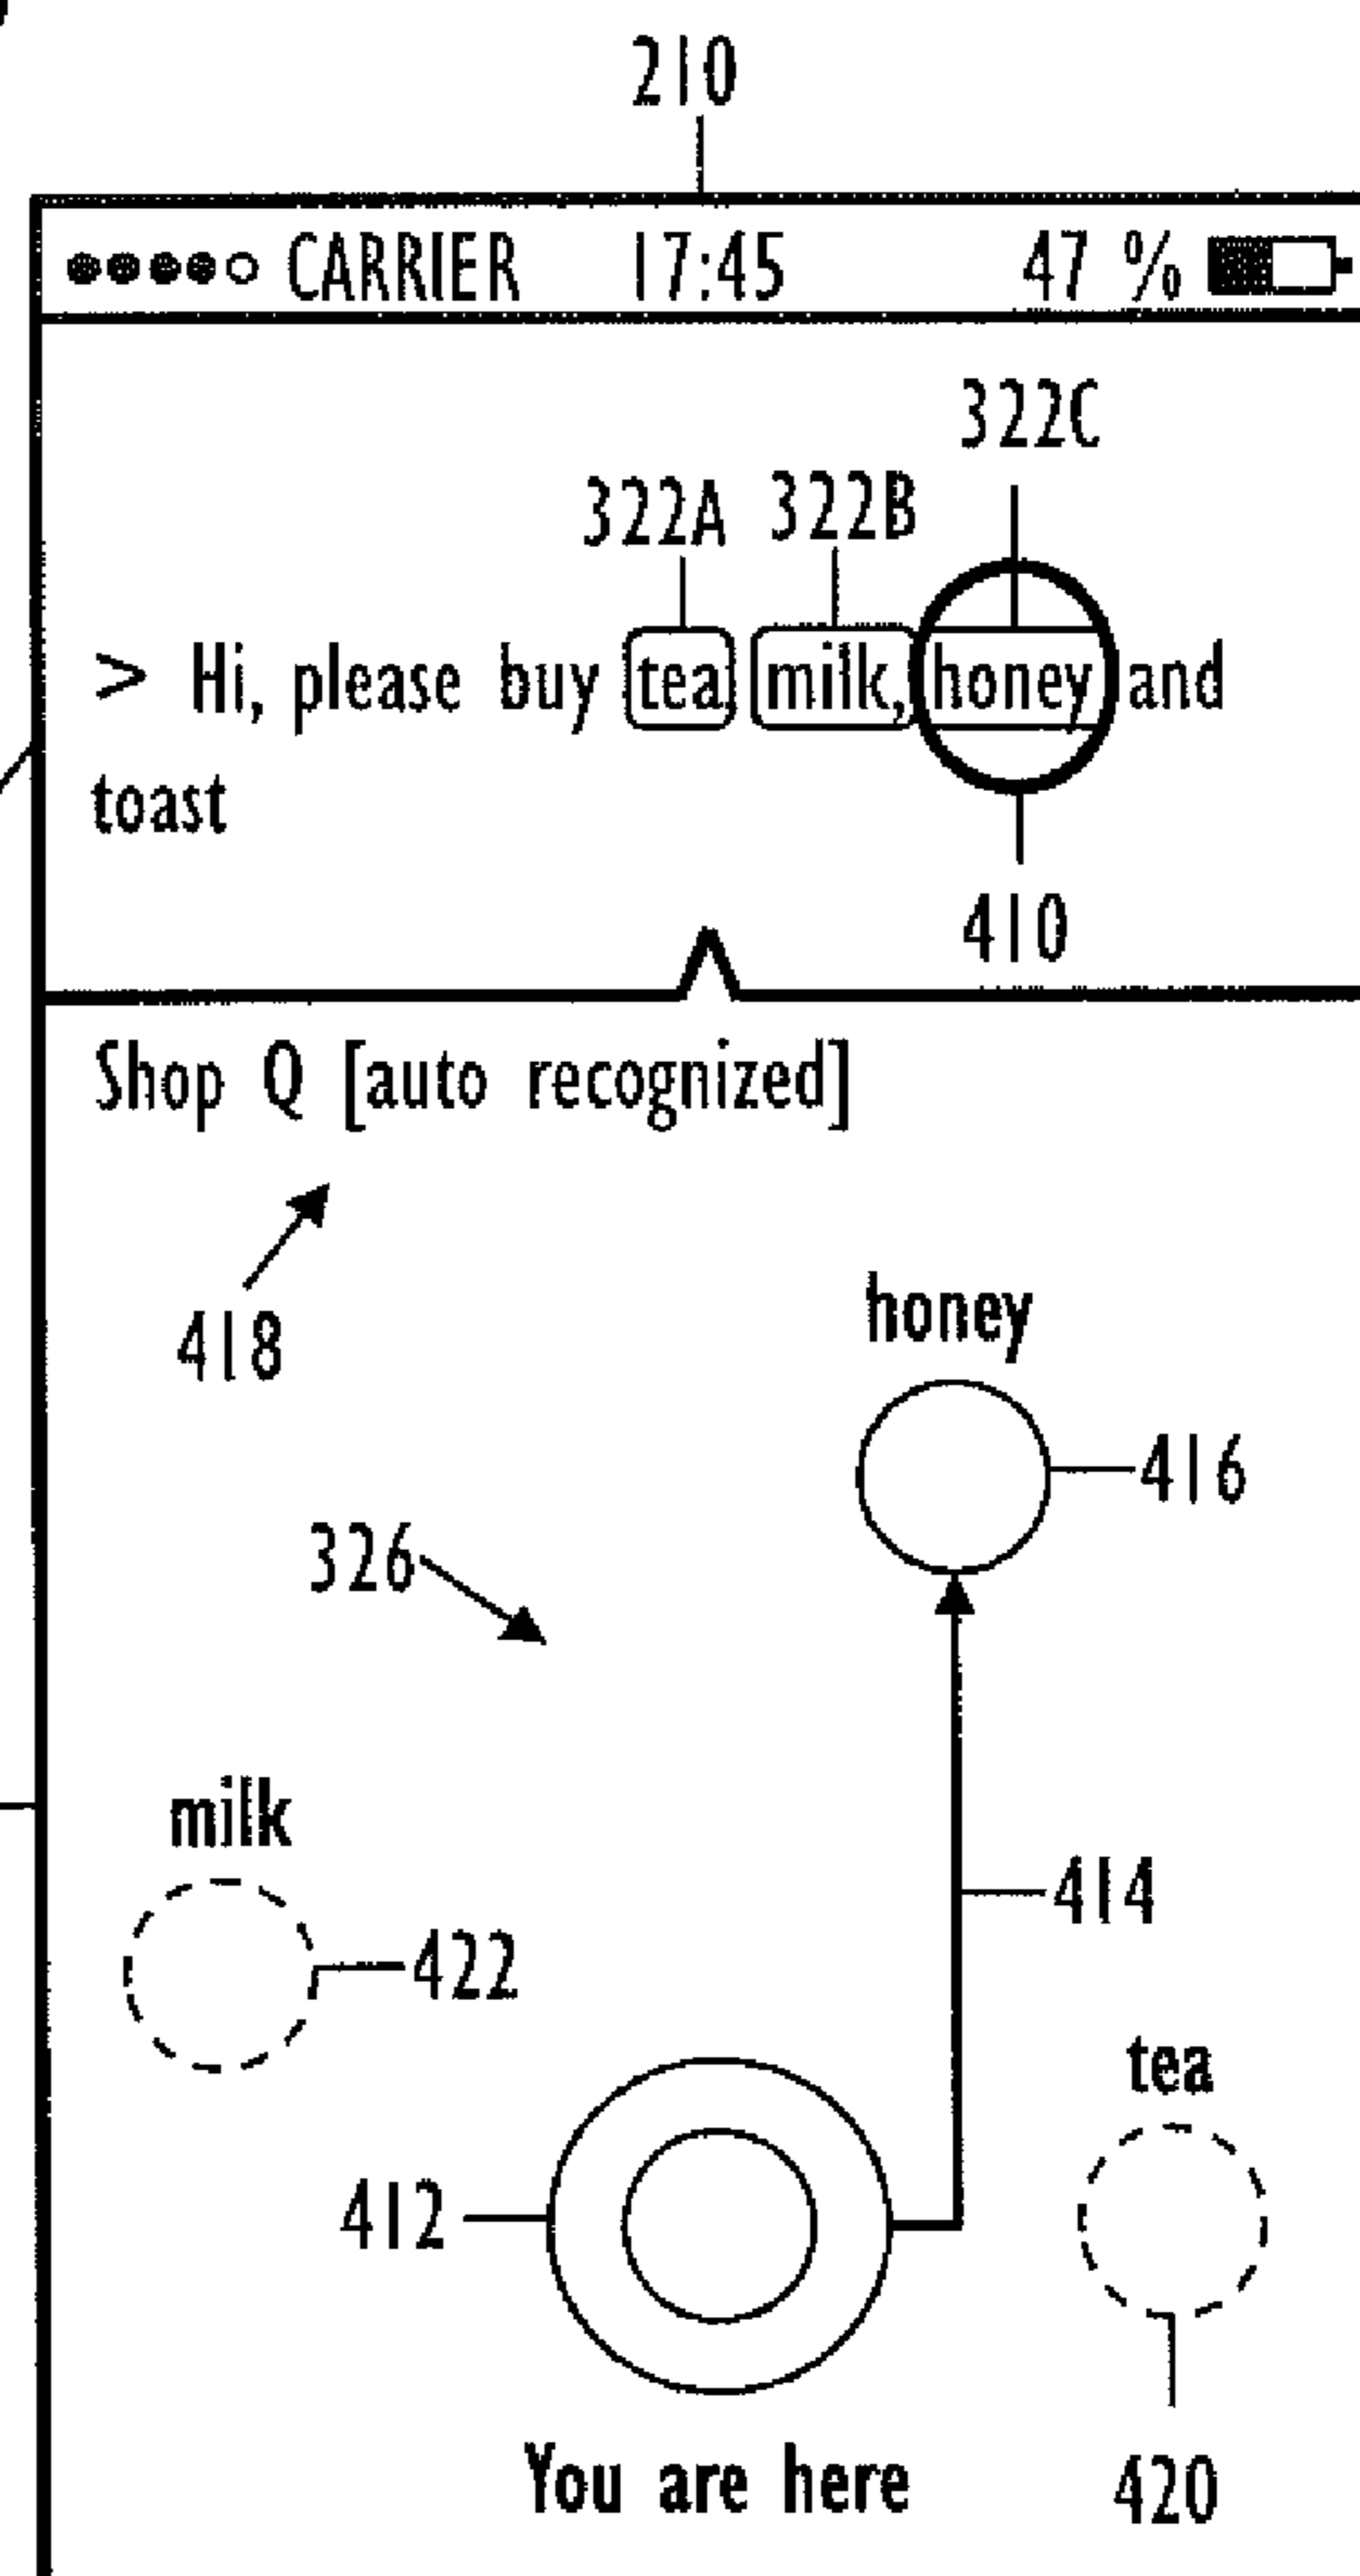 210
CARRIER 17:45 47 %
322C
322A 322B
> Hi, please buy tea milk, honey and
toast
410
Shop Q [auto recognized]
418
honey
416
326
milk
414
422
tea
412
You are here
420